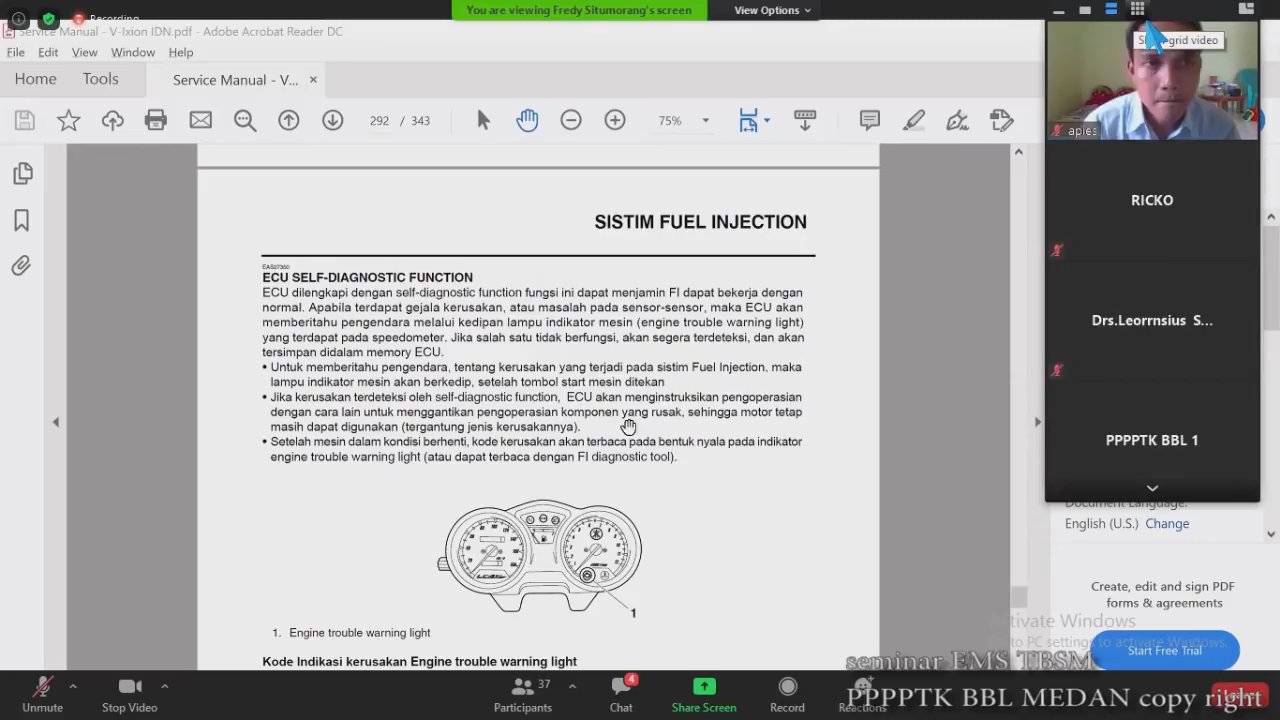 Recording
You are viewing Fredy Situmorang's screen
View Options
Service Manual - V-Ixion IDN.pdf - Adobe Acrobat Reader DC
File Edit View Window Help
Home Tools Service Manual - V... ×
292 / 343
75%
SISTIM FUEL INJECTION
ECU SELF-DIAGNOSTIC FUNCTION
ECU dilengkapi dengan self-diagnostic function fungsi ini dapat menjamin FI dapat bekerja dengan
normal. Apabila terdapat gejala kerusakan, atau masalah pada sensor-sensor, maka ECU akan
memberitahu pengendara melalui kedipan lampu indikator mesin (engine trouble warning light)
yang terdapat pada speedometer. Jika salah satu tidak berfungsi, akan segera terdeteksi, dan akan
tersimpan didalam memory ECU.
• Untuk memberitahu pengendara, tentang kerusakan yang terjadi pada sistim Fuel Injection, maka
lampu indikator mesin akan berkedip, setelah tombol start mesin ditekan
• Jika kerusakan terdeteksi oleh self-diagnostic function, ECU akan menginstruksikan pengoperasian
dengan cara lain untuk menggantikan pengoperasian komponen yang rusak, sehingga motor tetap
masih dapat digunakan (tergantung jenis kerusakannya).
• Setelah mesin dalam kondisi berhenti, kode kerusakan akan terbaca pada bentuk nyala pada indikator
engine trouble warning light (atau dapat terbaca dengan FI diagnostic tool).
1
1. Engine trouble warning light
Kode Indikasi kerusakan Engine trouble warning light
grid video
apies
RICKO
Drs.Leorrnsius S...
PPPPTK BBL 1
Document Language:
English (U.S.) Change
Create, edit and sign PDF
forms & agreements
Start Free Trial
Activate Windows
to PC settings to activate Windows.
seminar EMS TBSM
PPPPTK BBL MEDAN copy right
Unmute
Stop Video
37
Participants
4
Chat
Share Screen
Record
Reactions